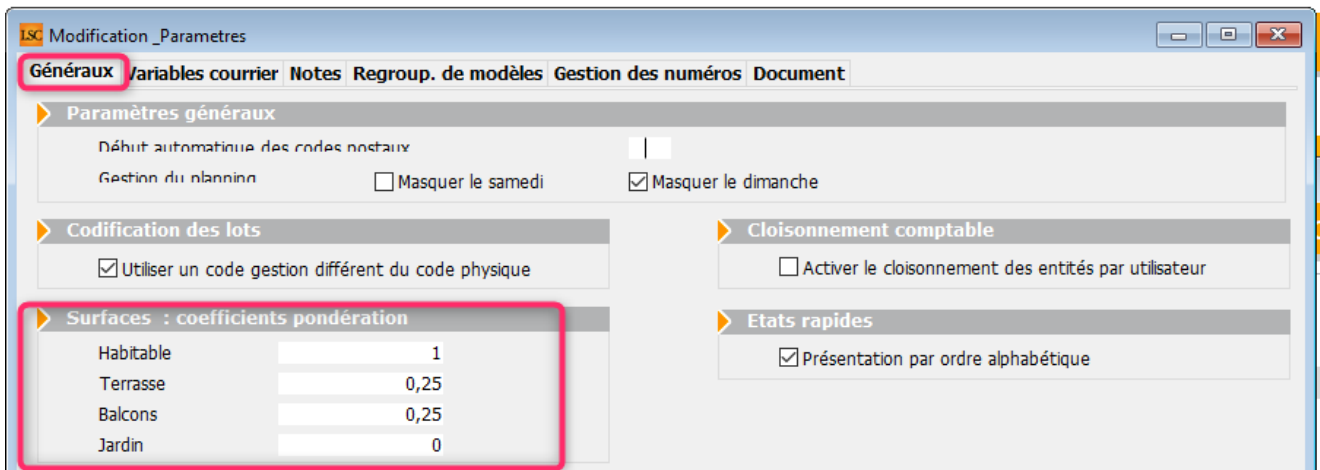 LSC Modification _Parametres
Généraux Variables courrier Notes Regroup. de modèles Gestion des numéros Document
Paramètres généraux
Début automatique des codes postaux
Gestion du planning Masquer le samedi Masquer le dimanche
Codification des lots Cloisonnement comptable
Utiliser un code gestion différent du code physique Activer le cloisonnement des entités par utilisateur
Surfaces : coefficients pondération Etats rapides
Habitable 1 Présentation par ordre alphabétique
Terrasse 0,25
Balcons 0,25
Jardin 0